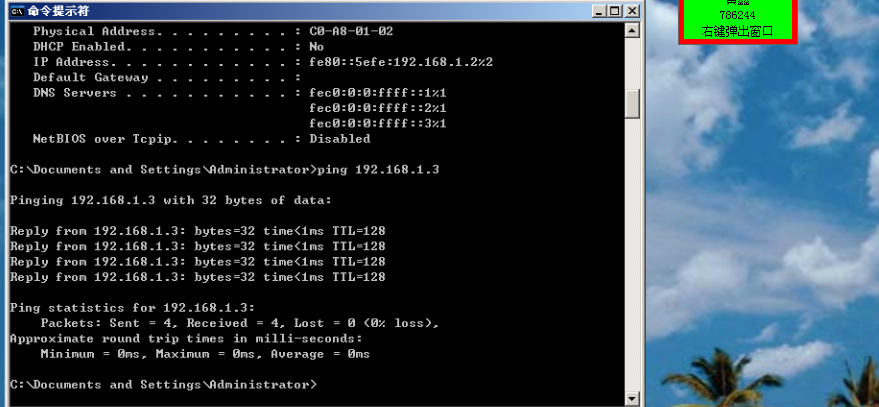 命令提示符
Physical Address. . . . . . . . . : C0-A8-01-02
DHCP Enabled. . . . . . . . . . . : No
IP Address. . . . . . . . . . . . : fe80::5efe:192.168.1.2%2
Default Gateway . . . . . . . . . :
DNS Servers . . . . . . . . . . . : fec0:0:0:ffff::1%1
fec0:0:0:ffff::2%1
fec0:0:0:ffff::3%1
NetBIOS over Tcpip. . . . . . . . : Disabled
C:\Documents and Settings\Administrator>ping 192.168.1.3
Pinging 192.168.1.3 with 32 bytes of data:
Reply from 192.168.1.3: bytes=32 time<1ms TTL=128
Reply from 192.168.1.3: bytes=32 time<1ms TTL=128
Reply from 192.168.1.3: bytes=32 time<1ms TTL=128
Reply from 192.168.1.3: bytes=32 time<1ms TTL=128
Ping statistics for 192.168.1.3:
Packets: Sent = 4, Received = 4, Lost = 0 (0% loss),
Approximate round trip times in milli-seconds:
Minimum = 0ms, Maximum = 0ms, Average = 0ms
C:\Documents and Settings\Administrator>
786244
右键弹出窗口